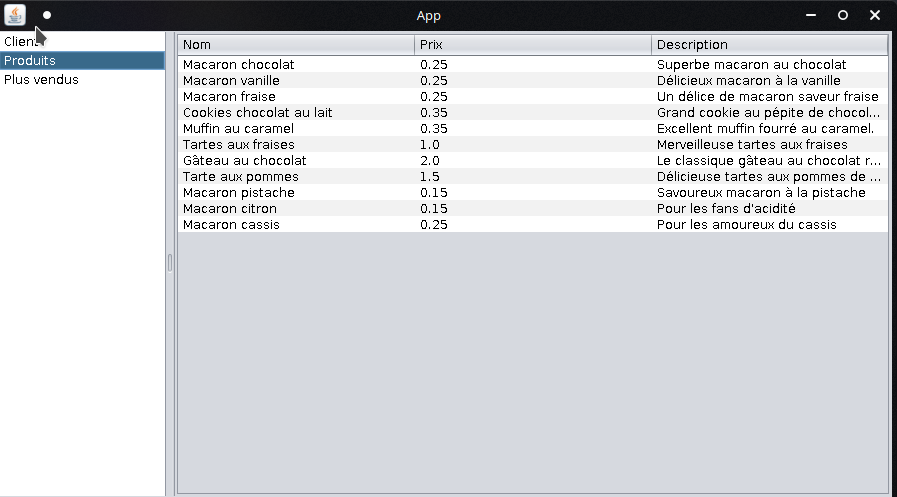 App
Client
Produits
Plus vendus
Nom Prix Description
Macaron chocolat 0.25 Superbe macaron au chocolat
Macaron vanille 0.25 Délicieux macaron à la vanille
Macaron fraise 0.25 Un délice de macaron saveur fraise
Cookies chocolat au lait 0.35 Grand cookie au pépite de chocol...
Muffin au caramel 0.35 Excellent muffin fourré au caramel.
Tartes aux fraises 1.0 Merveilleuse tartes aux fraises
Gâteau au chocolat 2.0 Le classique gâteau au chocolat r...
Tarte aux pommes 1.5 Délicieuse tartes aux pommes de ...
Macaron pistache 0.15 Savoureux macaron à la pistache
Macaron citron 0.15 Pour les fans d'acidité
Macaron cassis 0.25 Pour les amoureux du cassis